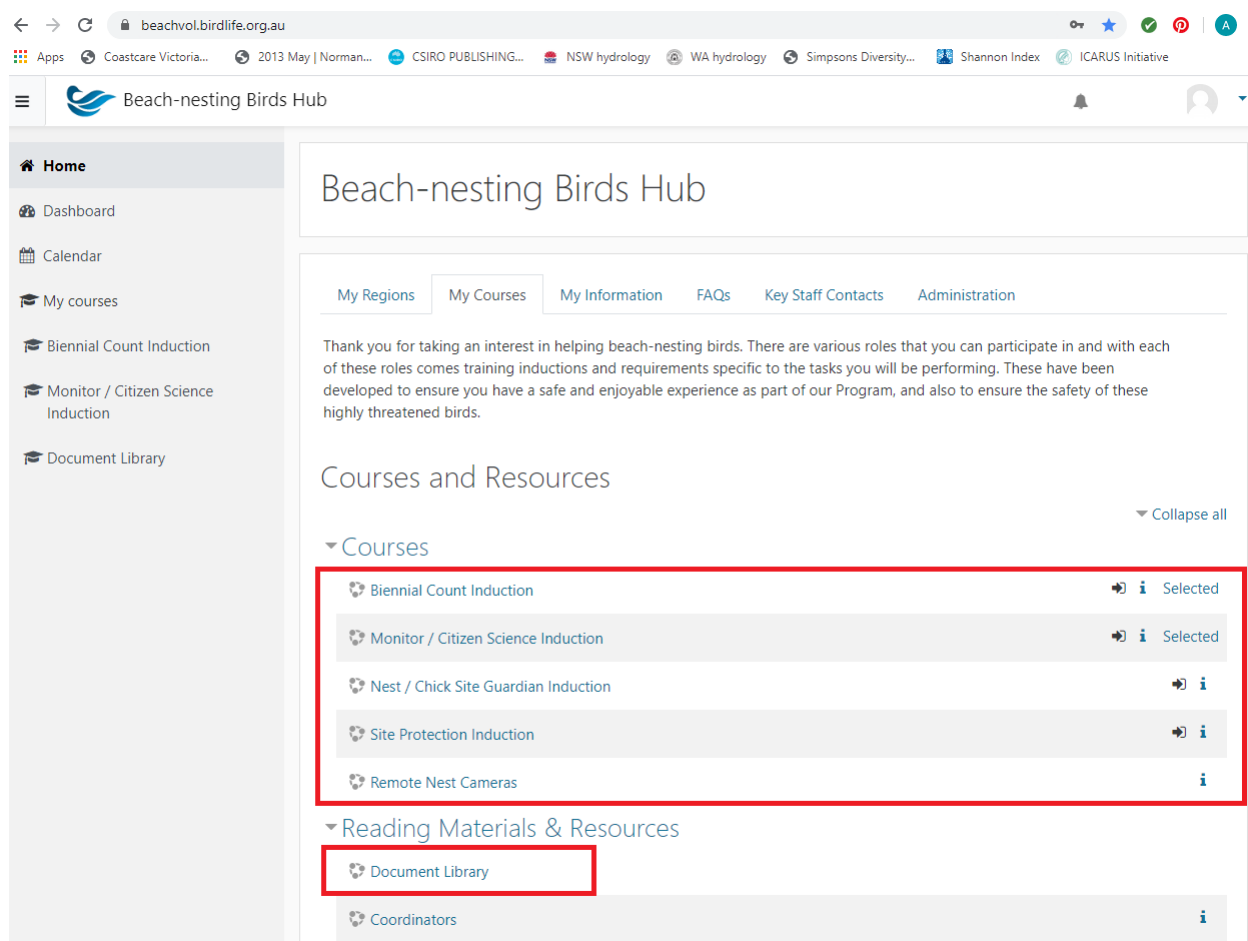 beachvol.birdlife.org.au
A
Apps Coastcare Victoria... 2013 May | Norman... CSIRO PUBLISHING... NSW hydrology WA hydrology Simpsons Diversity... Shannon Index ICARUS Initiative
Beach-nesting Birds Hub
Home
Dashboard
Calendar
My courses
Biennial Count Induction
Monitor / Citizen Science
Induction
Document Library
Beach-nesting Birds Hub
My Regions My Courses My Information FAQs Key Staff Contacts Administration
Thank you for taking an interest in helping beach-nesting birds. There are various roles that you can participate in and with each
of these roles comes training inductions and requirements specific to the tasks you will be performing. These have been
developed to ensure you have a safe and enjoyable experience as part of our Program, and also to ensure the safety of these
highly threatened birds.
Courses and Resources
Collapse all
Courses
Biennial Count Induction Selected
Monitor / Citizen Science Induction Selected
Nest / Chick Site Guardian Induction
Site Protection Induction
Remote Nest Cameras
Reading Materials & Resources
Document Library
Coordinators